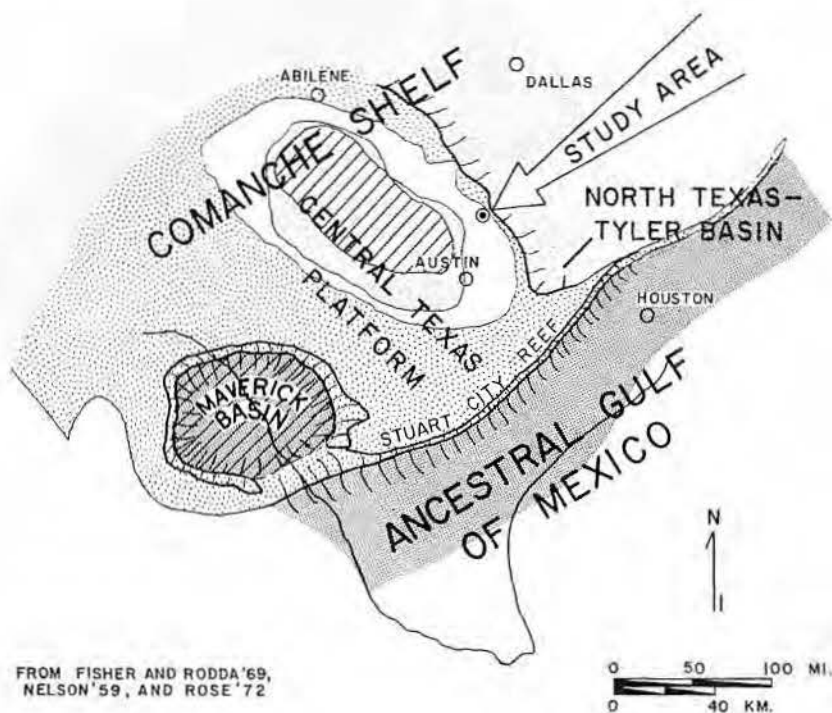 ABILENE
COMANCHE SHELF
DALLAS
STUDY AREA
NORTH TEXAS-
TYLER BASIN
CENTRAL TEXAS
PLATFORM
AUSTIN
HOUSTON
MAVERICK
BASIN
STUART CITY REEF
ANCESTRAL GULF
OF MEXICO
N
FROM FISHER AND RODDA'69,
NELSON'59, AND ROSE'72
0 50 100 MI.
0 40 KM.